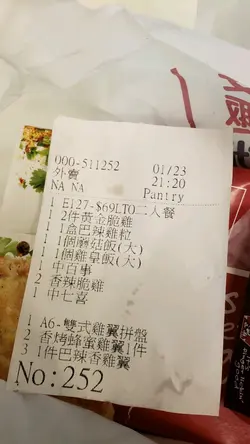 000-511252 01/23
外賣 21:20
NA NA Pantry
1 E127-$69LTO二人餐
1 2件黃金脆雞
1 1盒巴辣雞粒
1 1個蘑菇飯(大)
1 1個雞皇飯(大)
1 中百事
2 香辣脆雞
1 中七喜
1 A6-雙式雞翼拼盤
2 香烤蜂蜜雞翼1件
3 1件巴辣香雞翼
No:252